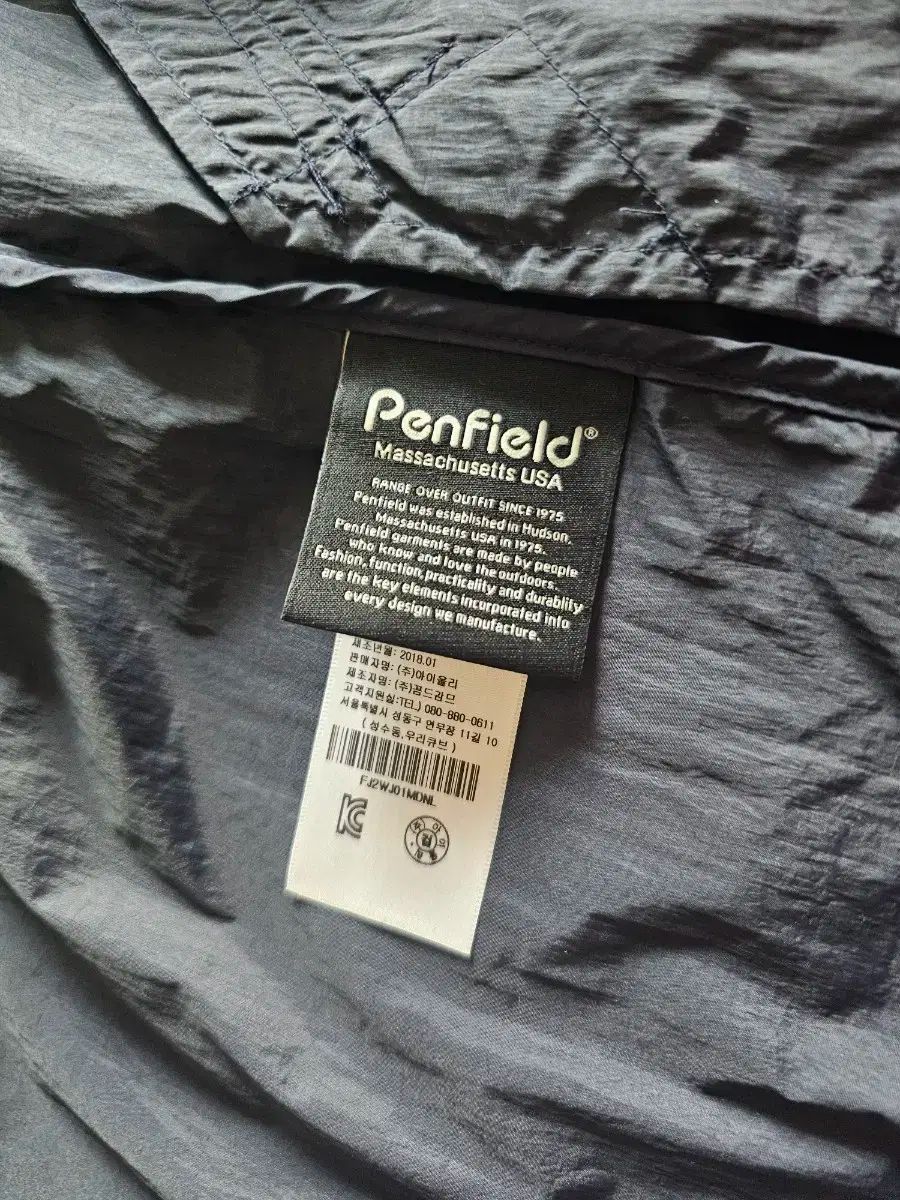 Penfield®
Massachusetts USA
RANGE OVER OUTFIT SINCE 1975
Penfield was established in Hudson,
Massachusetts USA in 1975.
Penfield garments are made by people
who know and love the outdoors.
Fashion, function, practicality and durablity
are the key elements incorporated into
every design we manufacture.
제조년월: 2018.01
판매자명: (주)아이올리
제조자명: (주)꿈드림므
고객지원실:TEL) 080-880-0611
서울특별시 성동구 연무장 11길 10
( 성수동,우리큐브 )
FJ2WJ01MDNL
KC